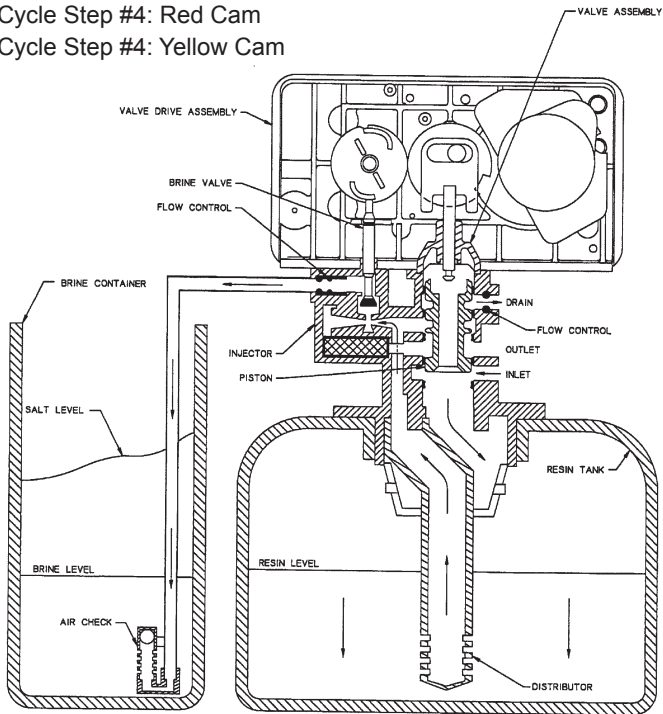 Cycle Step #4: Red Cam
Cycle Step #4: Yellow Cam
VALVE ASSEMBLY
VALVE DRIVE ASSEMBLY
BRINE VALVE
FLOW CONTROL
BRINE CONTAINER
DRAIN
FLOW CONTROL
INJECTOR
OUTLET
PISTON
INLET
SALT LEVEL
RESIN TANK
BRINE LEVEL
RESIN LEVEL
AIR CHECK
DISTRIBUTOR